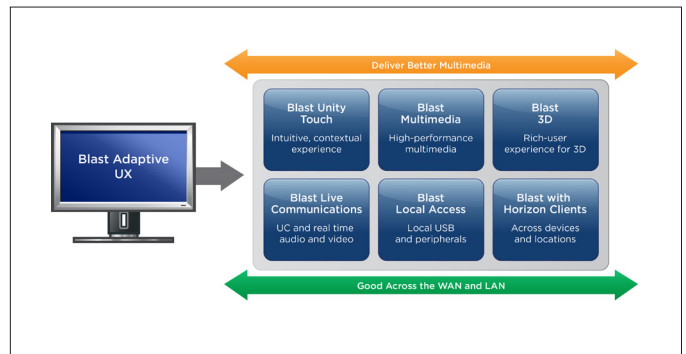 Deliver Better Multimedia
Blast Adaptive
UX
Blast Unity
Touch
Intuitive, contextual
experience
Blast
Multimedia
High-performance
multimedia
Blast
3D
Rich-user
experience for 3D
Blast Live
Communications
UC and real time
audio and video
Blast
Local Access
Local USB
and peripherals
Blast with
Horizon Clients
Across devices
and locations
Good Across the WAN and LAN